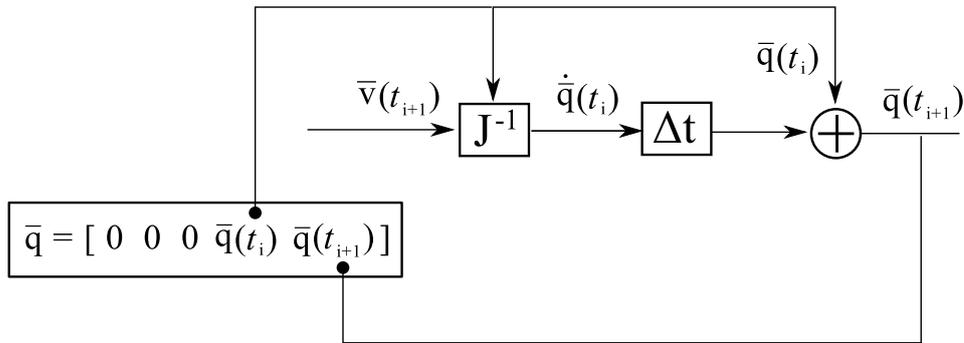 q̅(tᵢ)
v̅(tᵢ₊₁) q̅̇(tᵢ) q̅(tᵢ₊₁)
J⁻¹ Δt +
q̅ = [ 0 0 0 q̅(tᵢ) q̅(tᵢ₊₁) ]